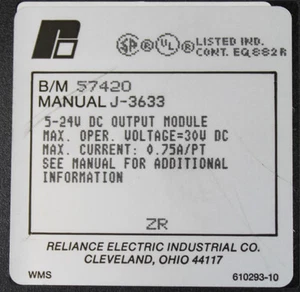 LISTED IND.
CONT. EQ.882R
B/M 57420
MANUAL J-3633
5-24V DC OUTPUT MODULE
MAX. OPER. VOLTAGE=30V DC
MAX. CURRENT: 0.75A/PT
SEE MANUAL FOR ADDITIONAL
INFORMATION
ZR
RELIANCE ELECTRIC INDUSTRIAL CO.
CLEVELAND, OHIO 44117
WMS 610293-10